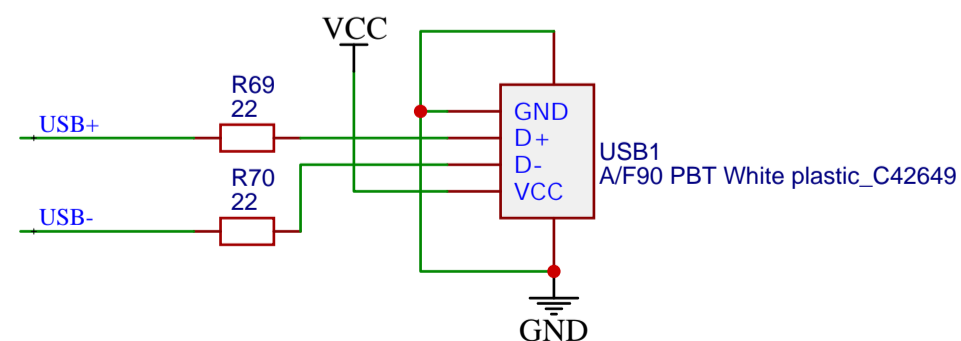 VCC
R69
22
USB+
R70
22
USB-
GND
D+
D-
VCC
USB1
A/F90 PBT White plastic_C42649
GND